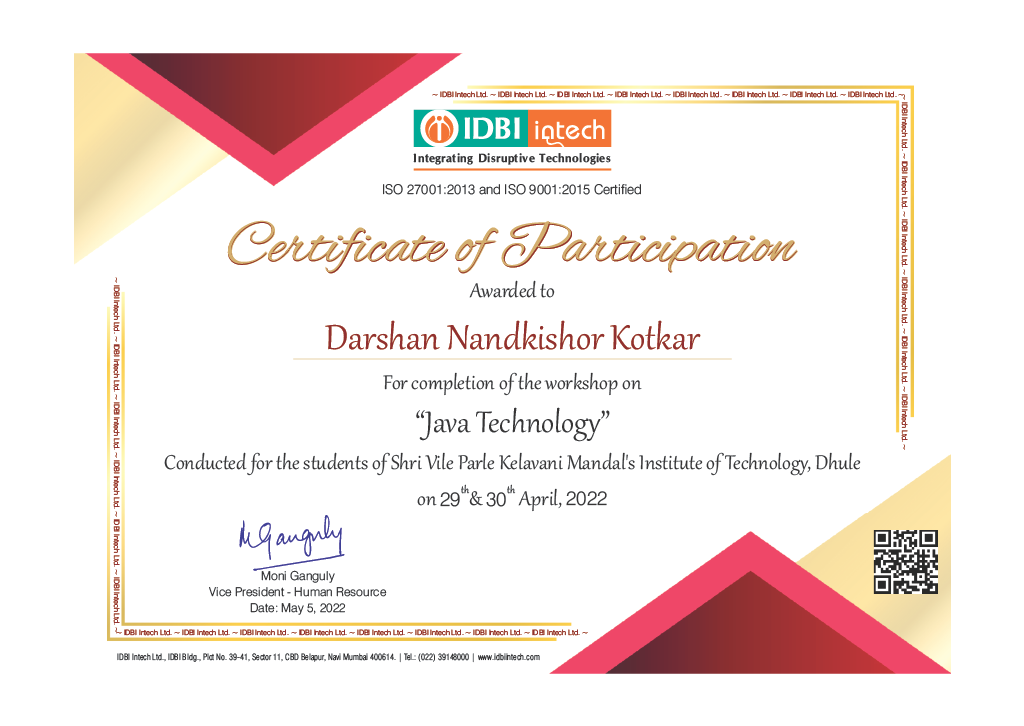 ~ IDBI Intech Ltd. ~ IDBI Intech Ltd. ~ IDBI Intech Ltd. ~ IDBI Intech Ltd. ~ IDBI Intech Ltd. ~ IDBI Intech Ltd. ~ IDBI Intech Ltd. ~ IDBI Intech Ltd. ~
IDBI intech
Integrating Disruptive Technologies
ISO 27001:2013 and ISO 9001:2015 Certified
Certificate of Participation
Awarded to
Darshan Nandkishor Kotkar
For completion of the workshop on
“Java Technology”
Conducted for the students of Shri Vile Parle Kelavani Mandal's Institute of Technology, Dhule
on 29th & 30th April, 2022
M Ganguly
Moni Ganguly
Vice President - Human Resource
Date: May 5, 2022
IDBI Intech Ltd. ~ IDBI Intech Ltd. ~ IDBI Intech Ltd. ~ IDBI Intech Ltd. ~ IDBI Intech Ltd. ~ IDBI Intech Ltd. ~
~ IDBI Intech Ltd. ~ IDBI Intech Ltd. ~ IDBI Intech Ltd. ~ IDBI Intech Ltd. ~ IDBI Intech Ltd. ~ IDBI Intech Ltd.
~ IDBI Intech Ltd. ~ IDBI Intech Ltd. ~ IDBI Intech Ltd. ~ IDBI Intech Ltd. ~ IDBI Intech Ltd. ~ IDBI Intech Ltd. ~ IDBI Intech Ltd. ~ IDBI Intech Ltd. ~
IDBI Intech Ltd., IDBI Bldg., Plot No. 39-41, Sector 11, CBD Belapur, Navi Mumbai 400614. | Tel.: (022) 39148000 | www.idbiintech.com